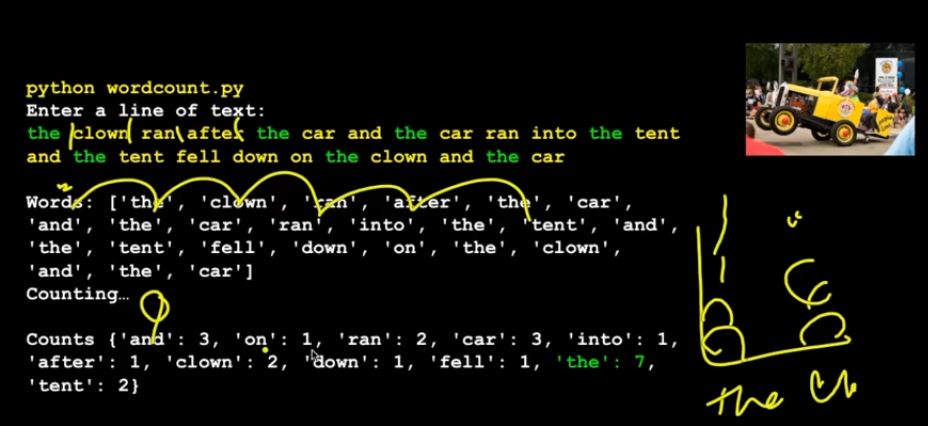 python wordcount.py
Enter a line of text:
the clown ran after the car and the car ran into the tent
and the tent fell down on the clown and the car
Words: ['the', 'clown', 'ran', 'after', 'the', 'car',
'and', 'the', 'car', 'ran', 'into', 'the', 'tent', 'and',
'the', 'tent', 'fell', 'down', 'on', 'the', 'clown',
'and', 'the', 'car']
Counting…
Counts {'and': 3, 'on': 1, 'ran': 2, 'car': 3, 'into': 1,
'after': 1, 'clown': 2, 'down': 1, 'fell': 1, 'the': 7,
'tent': 2}
the